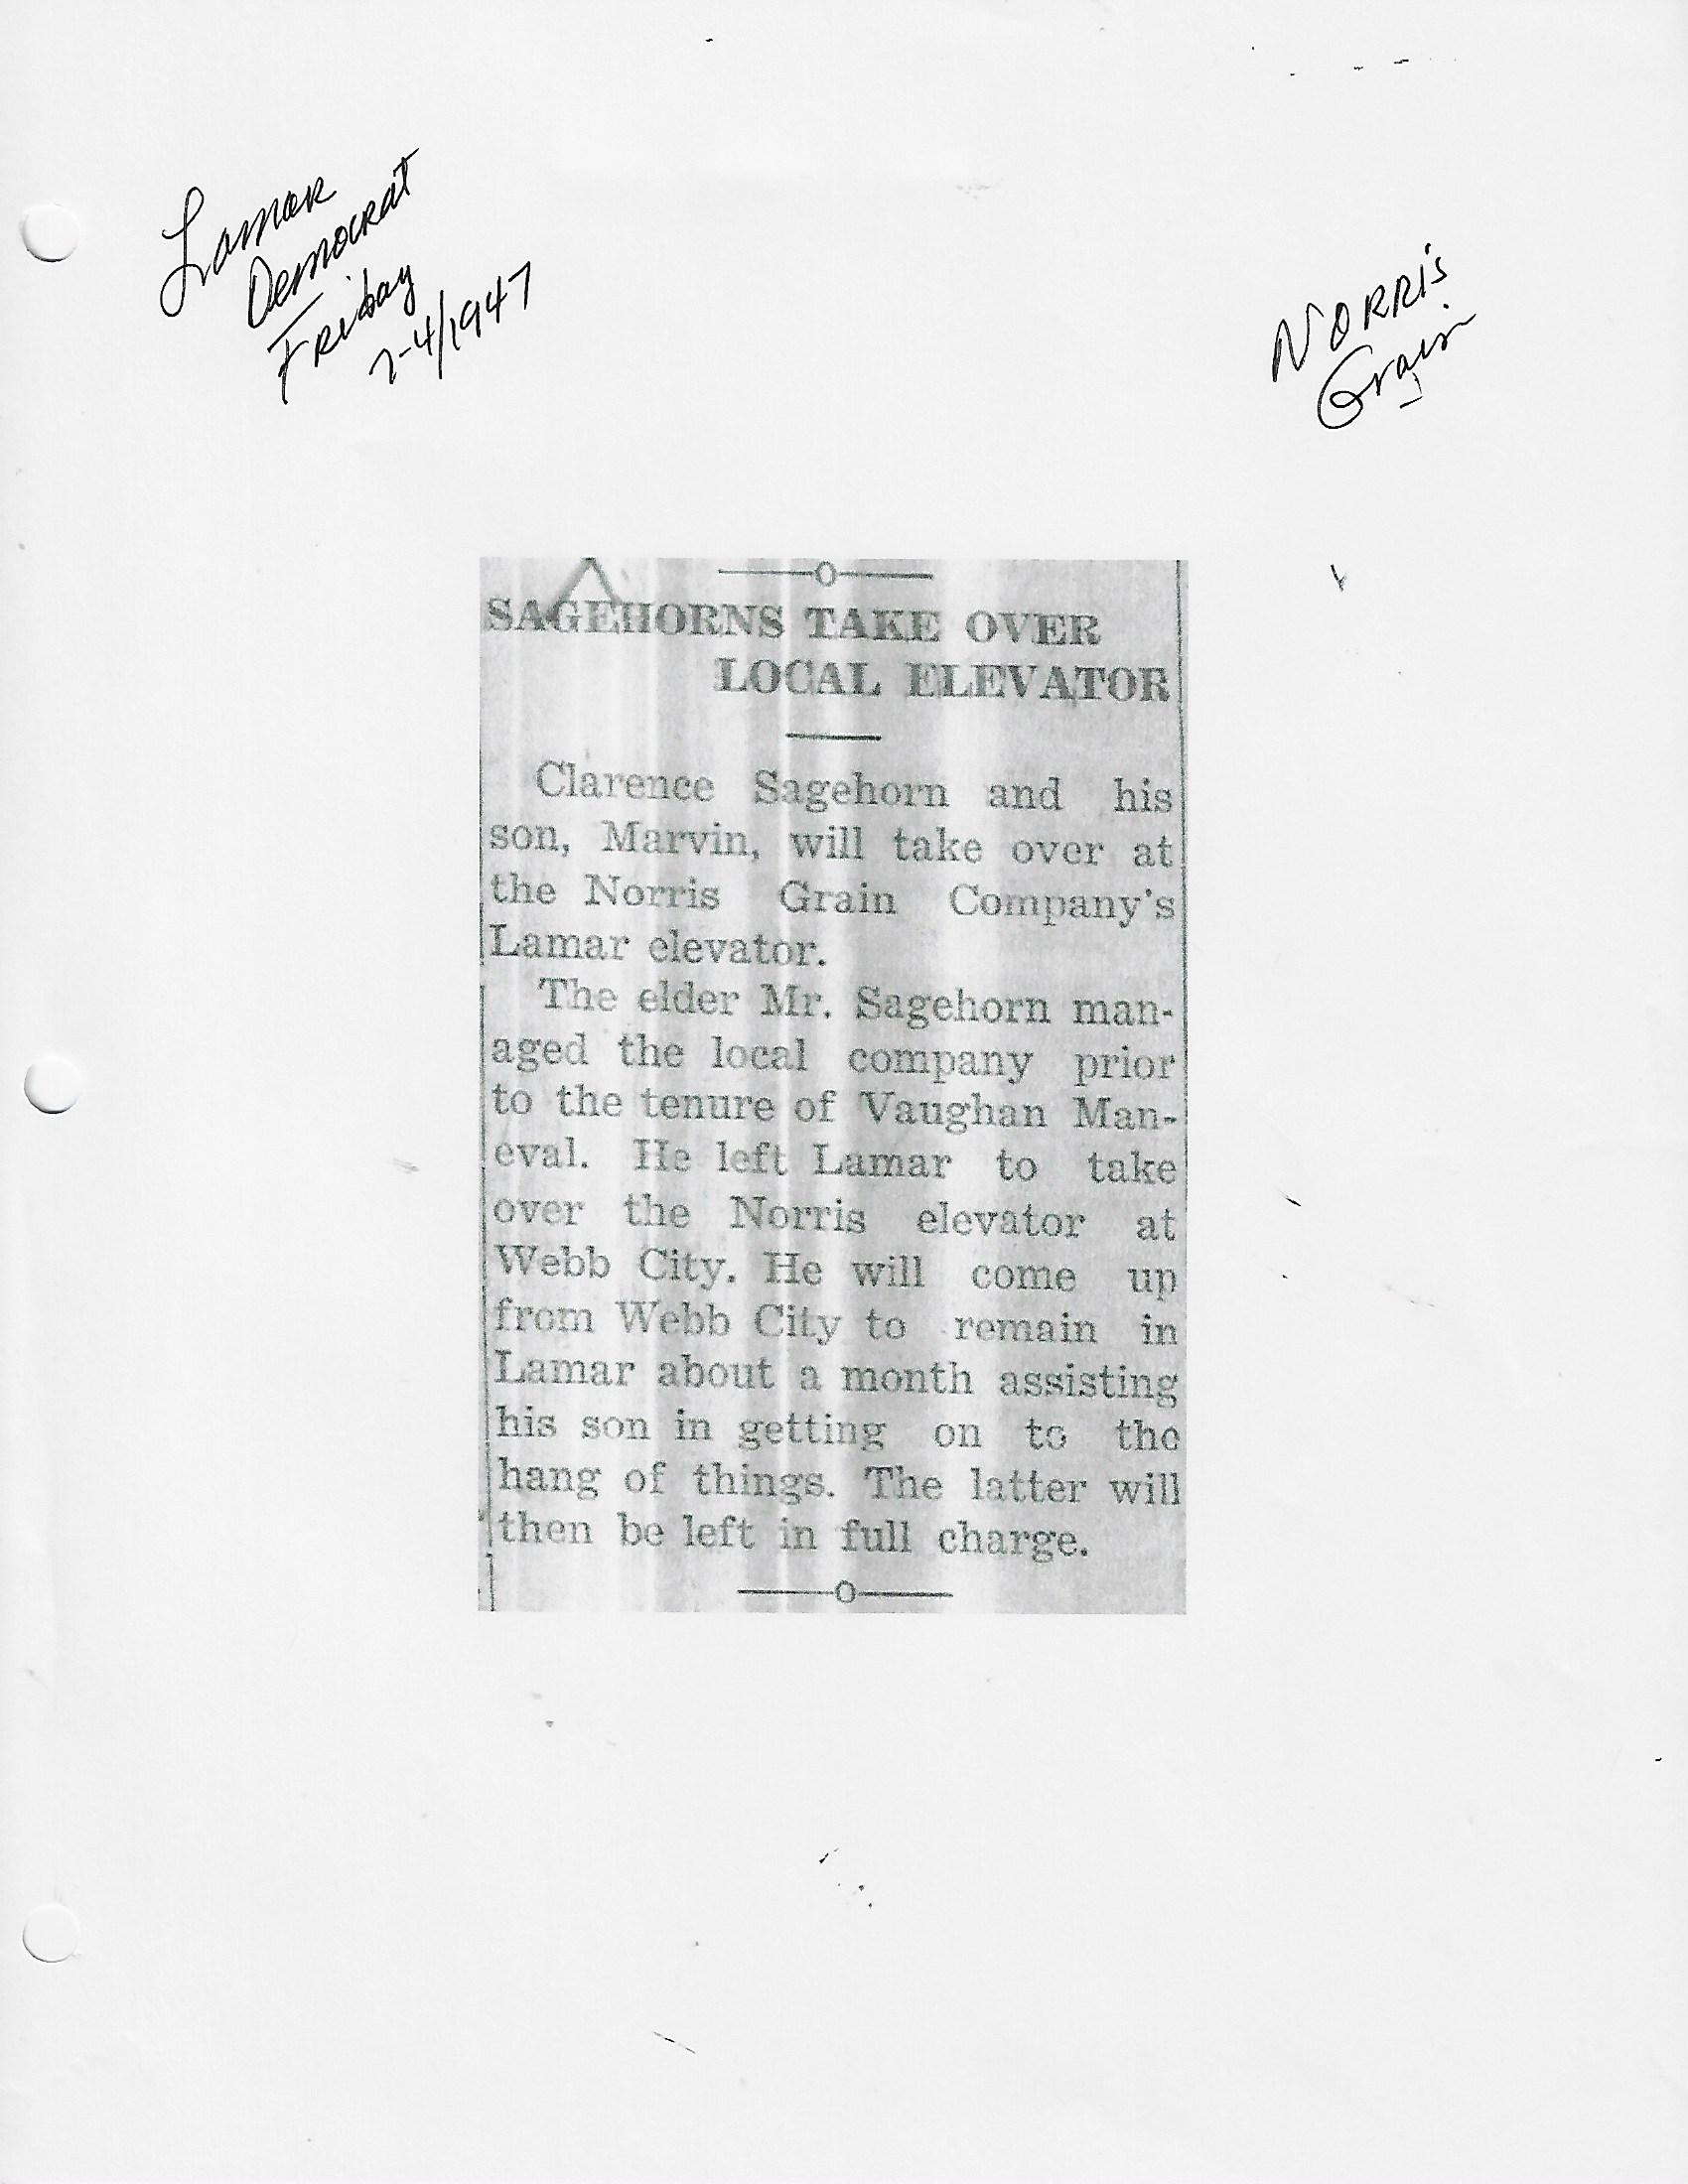 Lamar
Democrat
Friday
7-4/1947
Norris
Grain
SAGEHORNS TAKE OVER
LOCAL ELEVATOR
Clarence Sagehorn and his
son, Marvin, will take over at
the Norris Grain Company's
Lamar elevator.
The elder Mr. Sagehorn man-
aged the local company prior
to the tenure of Vaughan Man-
eval. He left Lamar to take
over the Norris elevator at
Webb City. He will come up
from Webb City to remain in
Lamar about a month assisting
his son in getting on to the
hang of things. The latter will
then be left in full charge.